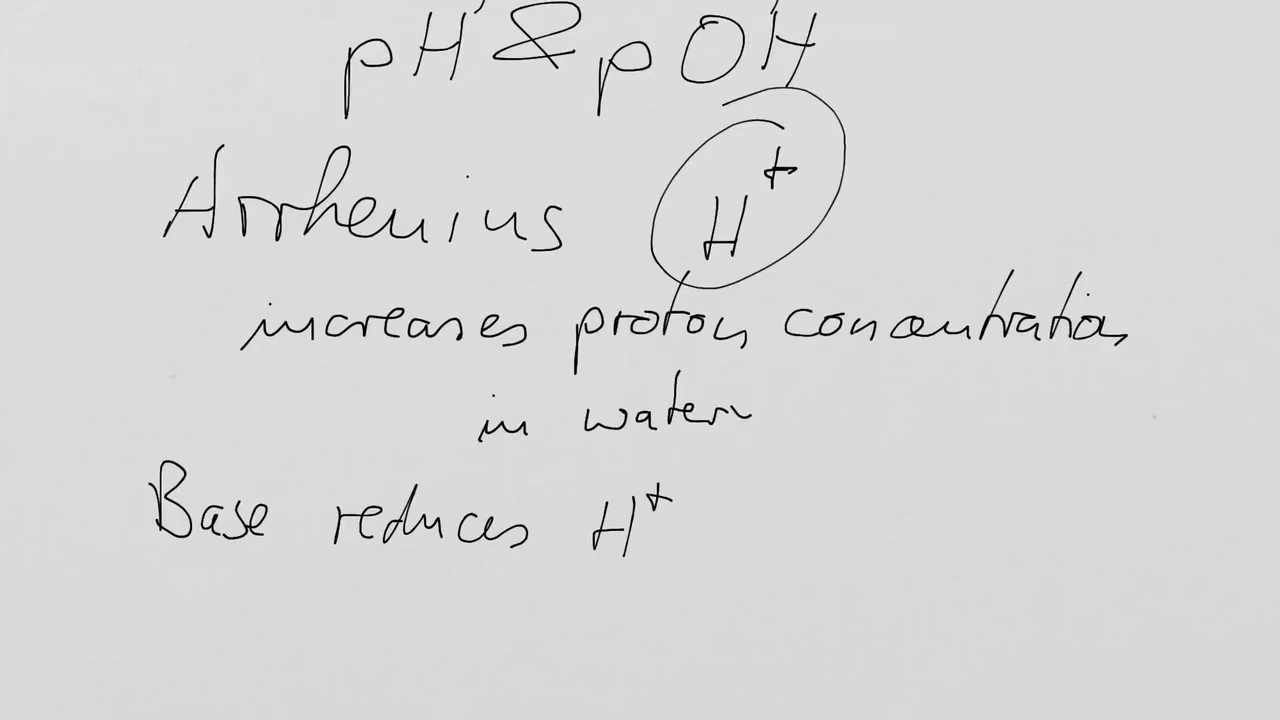 pH & pOH
Arrhenius H⁺
increases proton concentration
in water
Base reduces H⁺